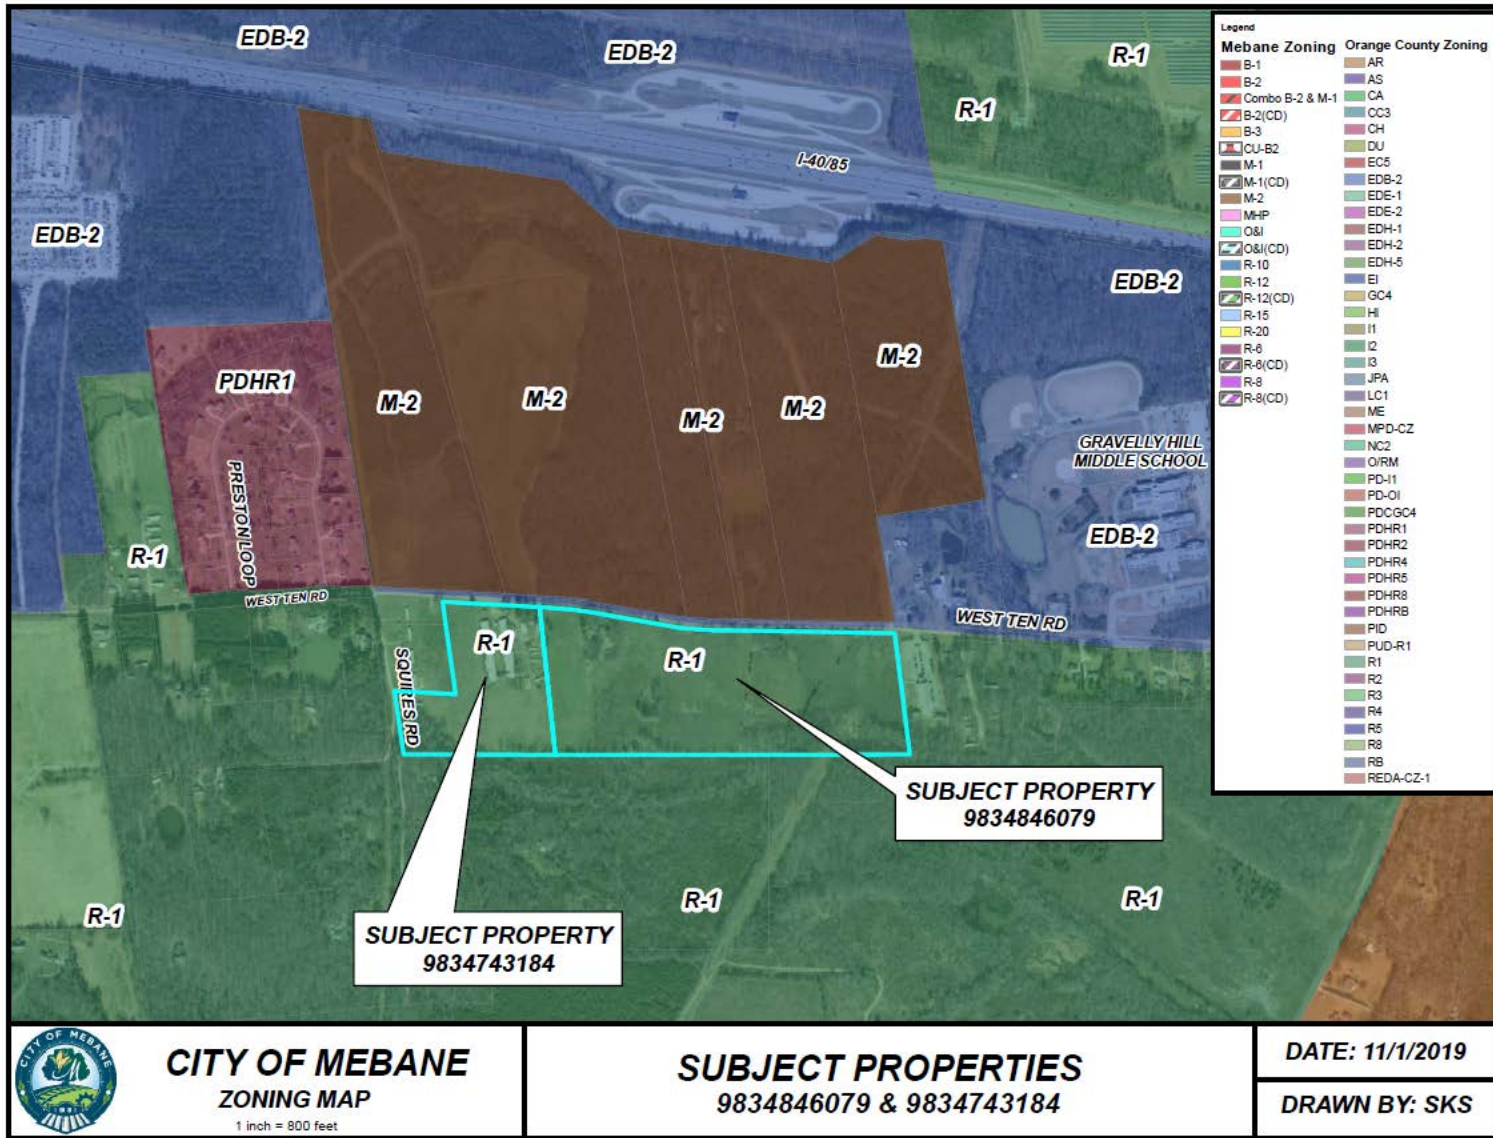 EDB-2
EDB-2
R-1
R-1
I-40/85
EDB-2
EDB-2
PDHR1
M-2
M-2
M-2
M-2
M-2
GRAVELLY HILL
MIDDLE SCHOOL
EDB-2
PRESTON LOOP
R-1
WEST TEN RD
WEST TEN RD
SQUIRES RD
R-1
R-1
SUBJECT PROPERTY
9834846079
SUBJECT PROPERTY
9834743184
R-1
R-1
R-1
Legend
Mebane Zoning
B-1
B-2
Combo B-2 & M-1
B-2(CD)
B-3
CU-B2
M-1
M-1(CD)
M-2
MHP
O&I
O&I(CD)
R-10
R-12
R-12(CD)
R-15
R-20
R-6
R-6(CD)
R-8
R-8(CD)
Orange County Zoning
AR
AS
CA
CC3
CH
DU
EC5
EDB-2
EDE-1
EDE-2
EDH-1
EDH-2
EDH-5
EI
GC4
HI
I1
I2
I3
JPA
LC1
ME
MPD-CZ
NC2
O/RM
PD-I1
PD-OI
PDCGC4
PDHR1
PDHR2
PDHR4
PDHR5
PDHR8
PDHRB
PID
PUD-R1
R1
R2
R3
R4
R5
R8
RB
REDA-CZ-1
CITY OF MEBANE
CITY OF MEBANE
ZONING MAP
1 inch = 800 feet
SUBJECT PROPERTIES
9834846079 & 9834743184
DATE: 11/1/2019
DRAWN BY: SKS